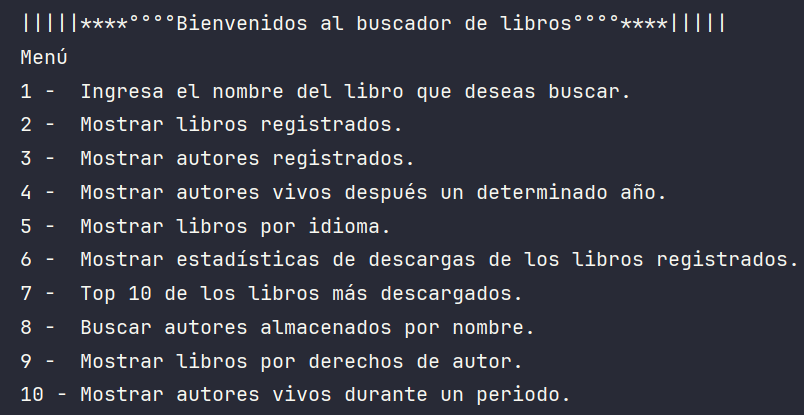 |||||****°°°°Bienvenidos al buscador de libros°°°°****|||||
Menú
1 -  Ingresa el nombre del libro que deseas buscar.
2 -  Mostrar libros registrados.
3 -  Mostrar autores registrados.
4 -  Mostrar autores vivos después un determinado año.
5 -  Mostrar libros por idioma.
6 -  Mostrar estadísticas de descargas de los libros registrados.
7 -  Top 10 de los libros más descargados.
8 -  Buscar autores almacenados por nombre.
9 -  Mostrar libros por derechos de autor.
10 - Mostrar autores vivos durante un periodo.